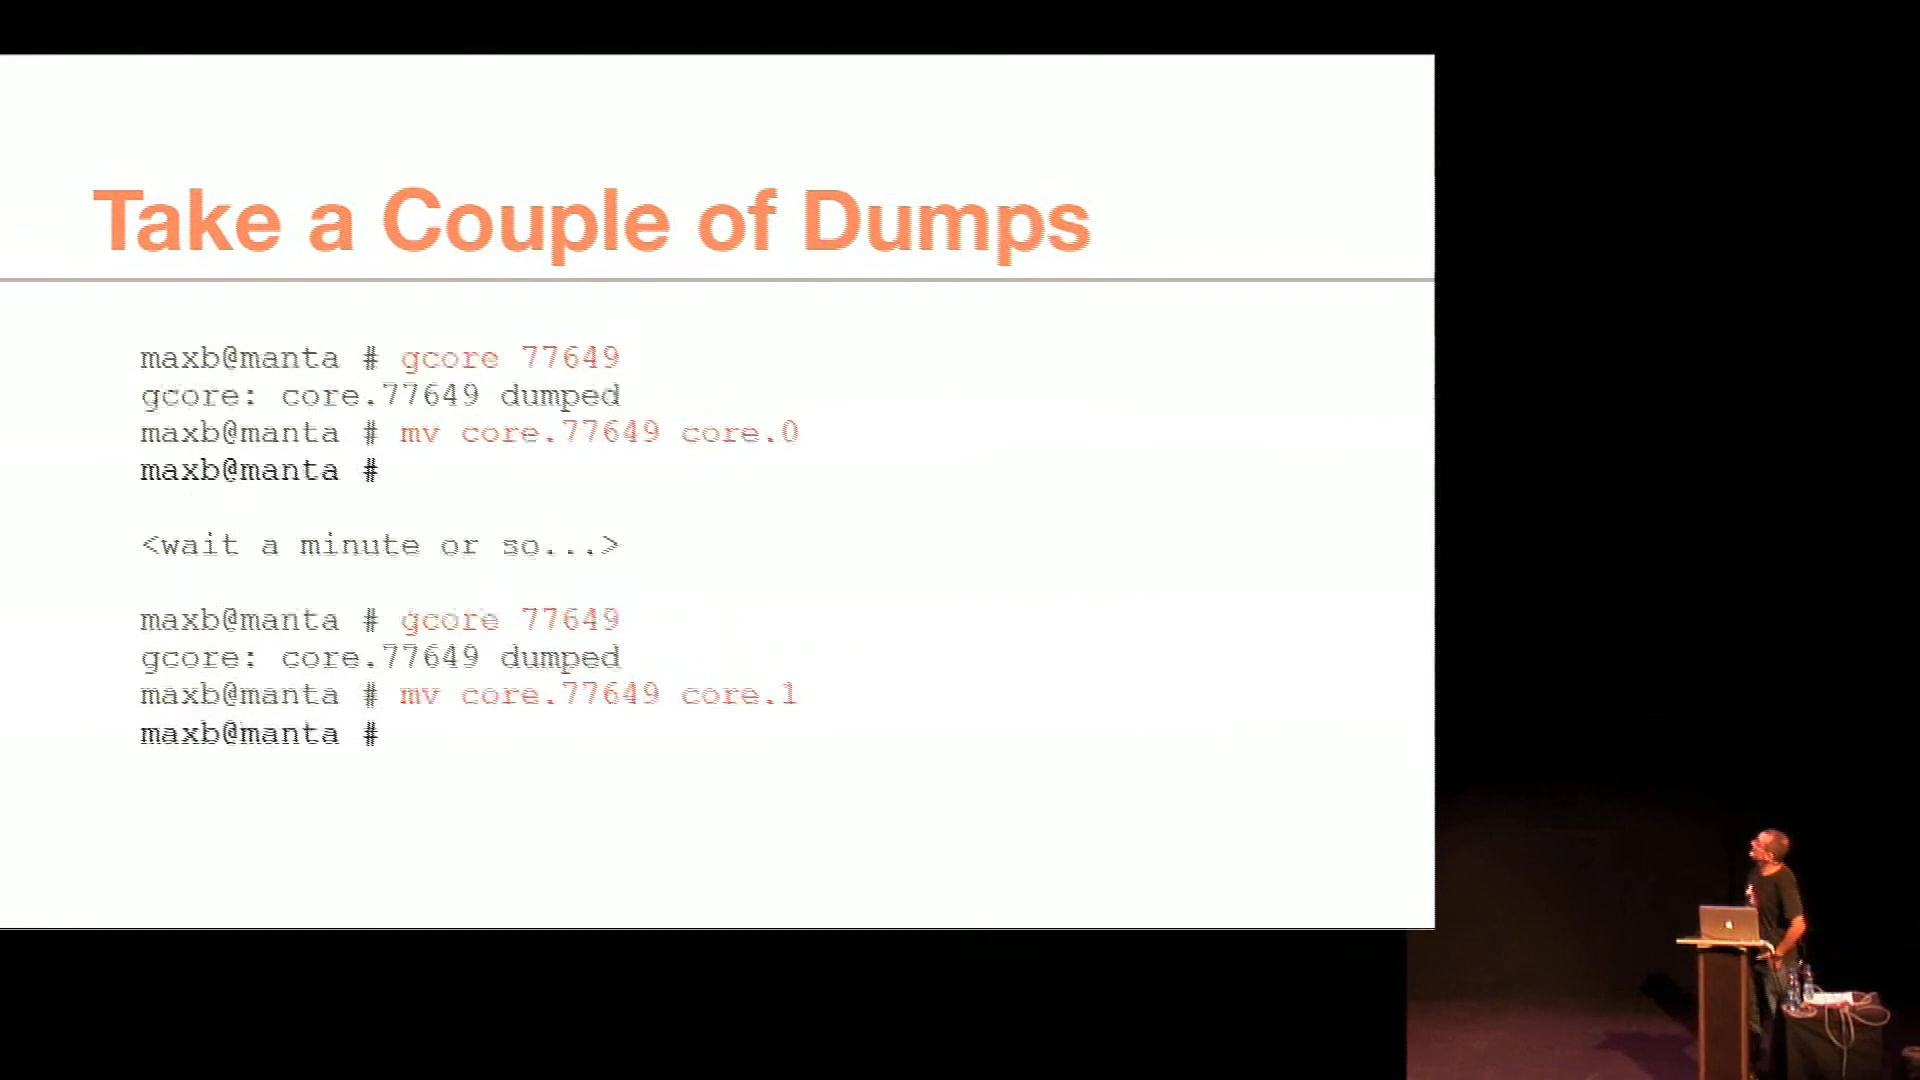 Take a Couple of Dumps
maxb@manta # gcore 77649
gcore: core.77649 dumped
maxb@manta # mv core.77649 core.0
maxb@manta #
<wait a minute or so...>
maxb@manta # gcore 77649
gcore: core.77649 dumped
maxb@manta # mv core.77649 core.1
maxb@manta #